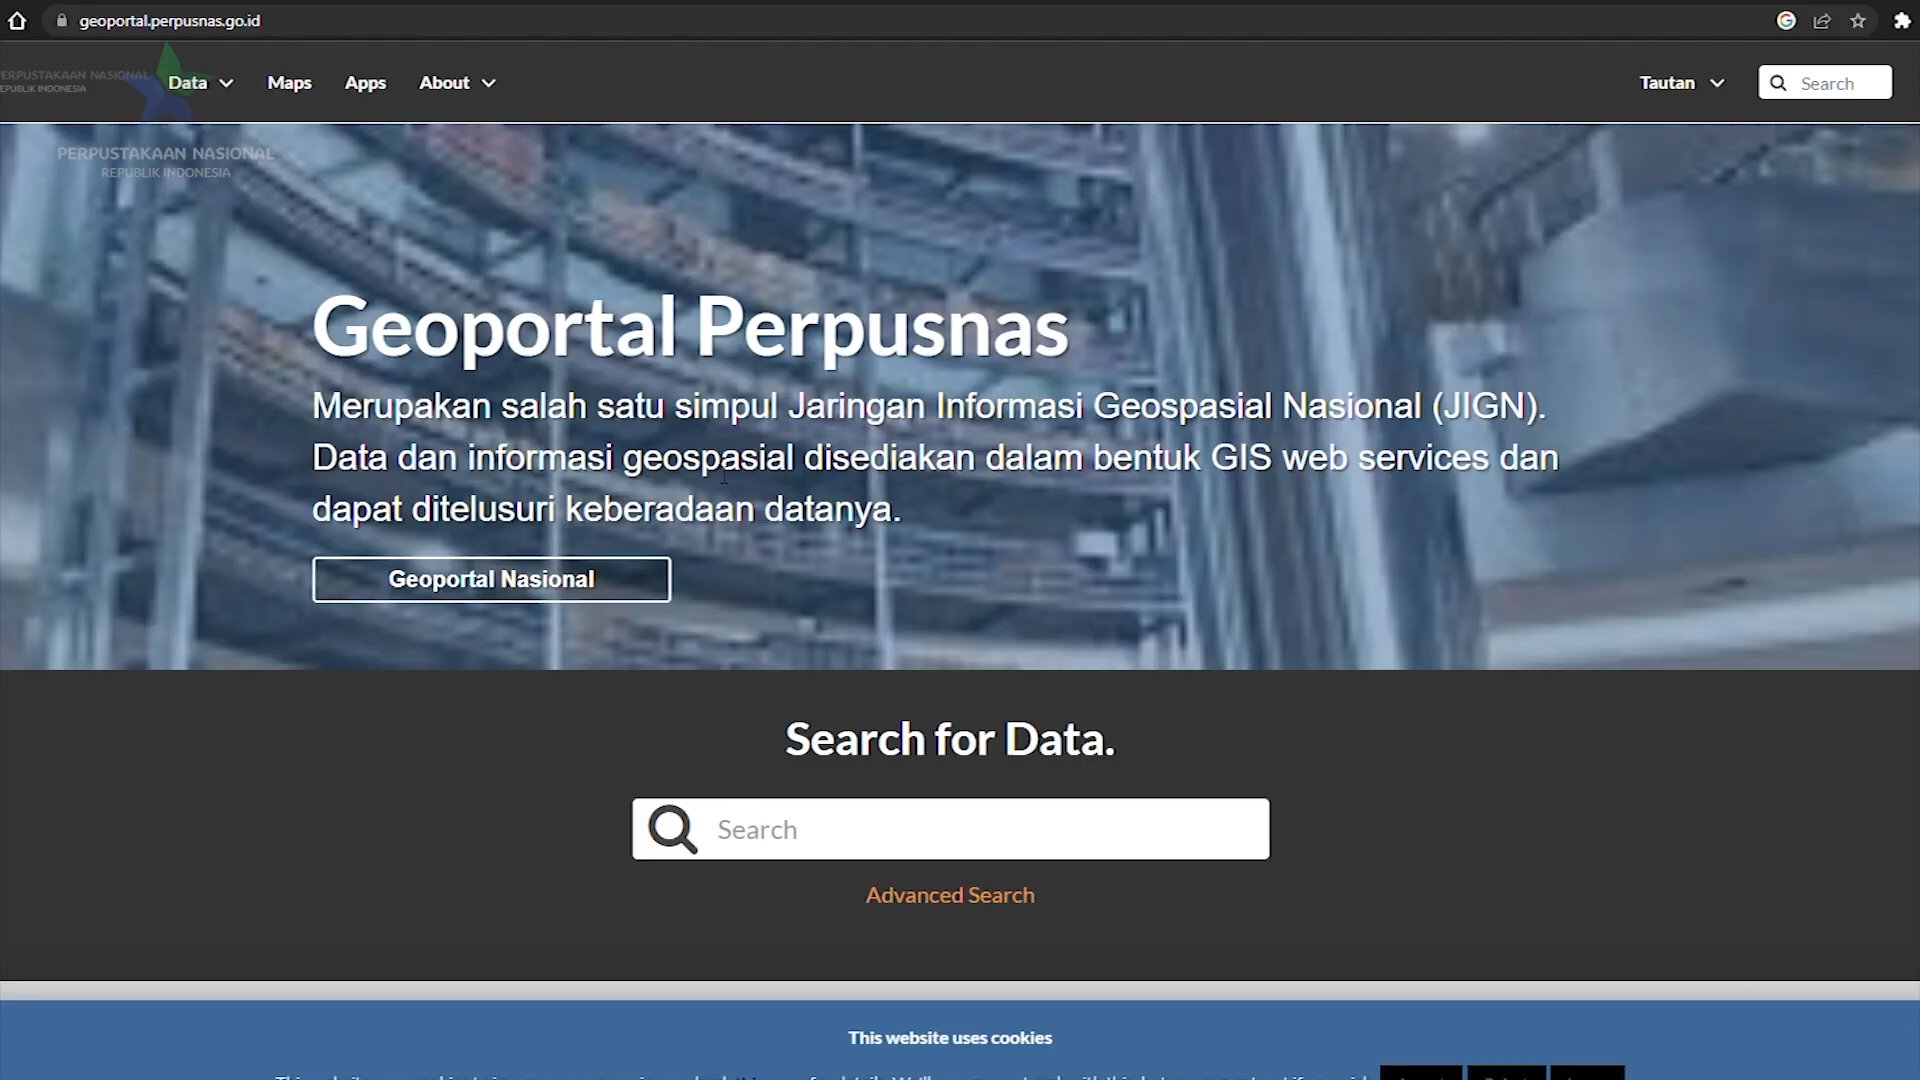 geoportal.perpusnas.go.id
PERPUSTAKAAN NASIONAL
REPUBLIK INDONESIA
Data
Maps
Apps
About
Tautan
Search
PERPUSTAKAAN NASIONAL
REPUBLIK INDONESIA
Geoportal Perpusnas
Merupakan salah satu simpul Jaringan Informasi Geospasial Nasional (JIGN).
Data dan informasi geospasial disediakan dalam bentuk GIS web services dan
dapat ditelusuri keberadaan datanya.
Geoportal Nasional
Search for Data.
Search
Advanced Search
This website uses cookies